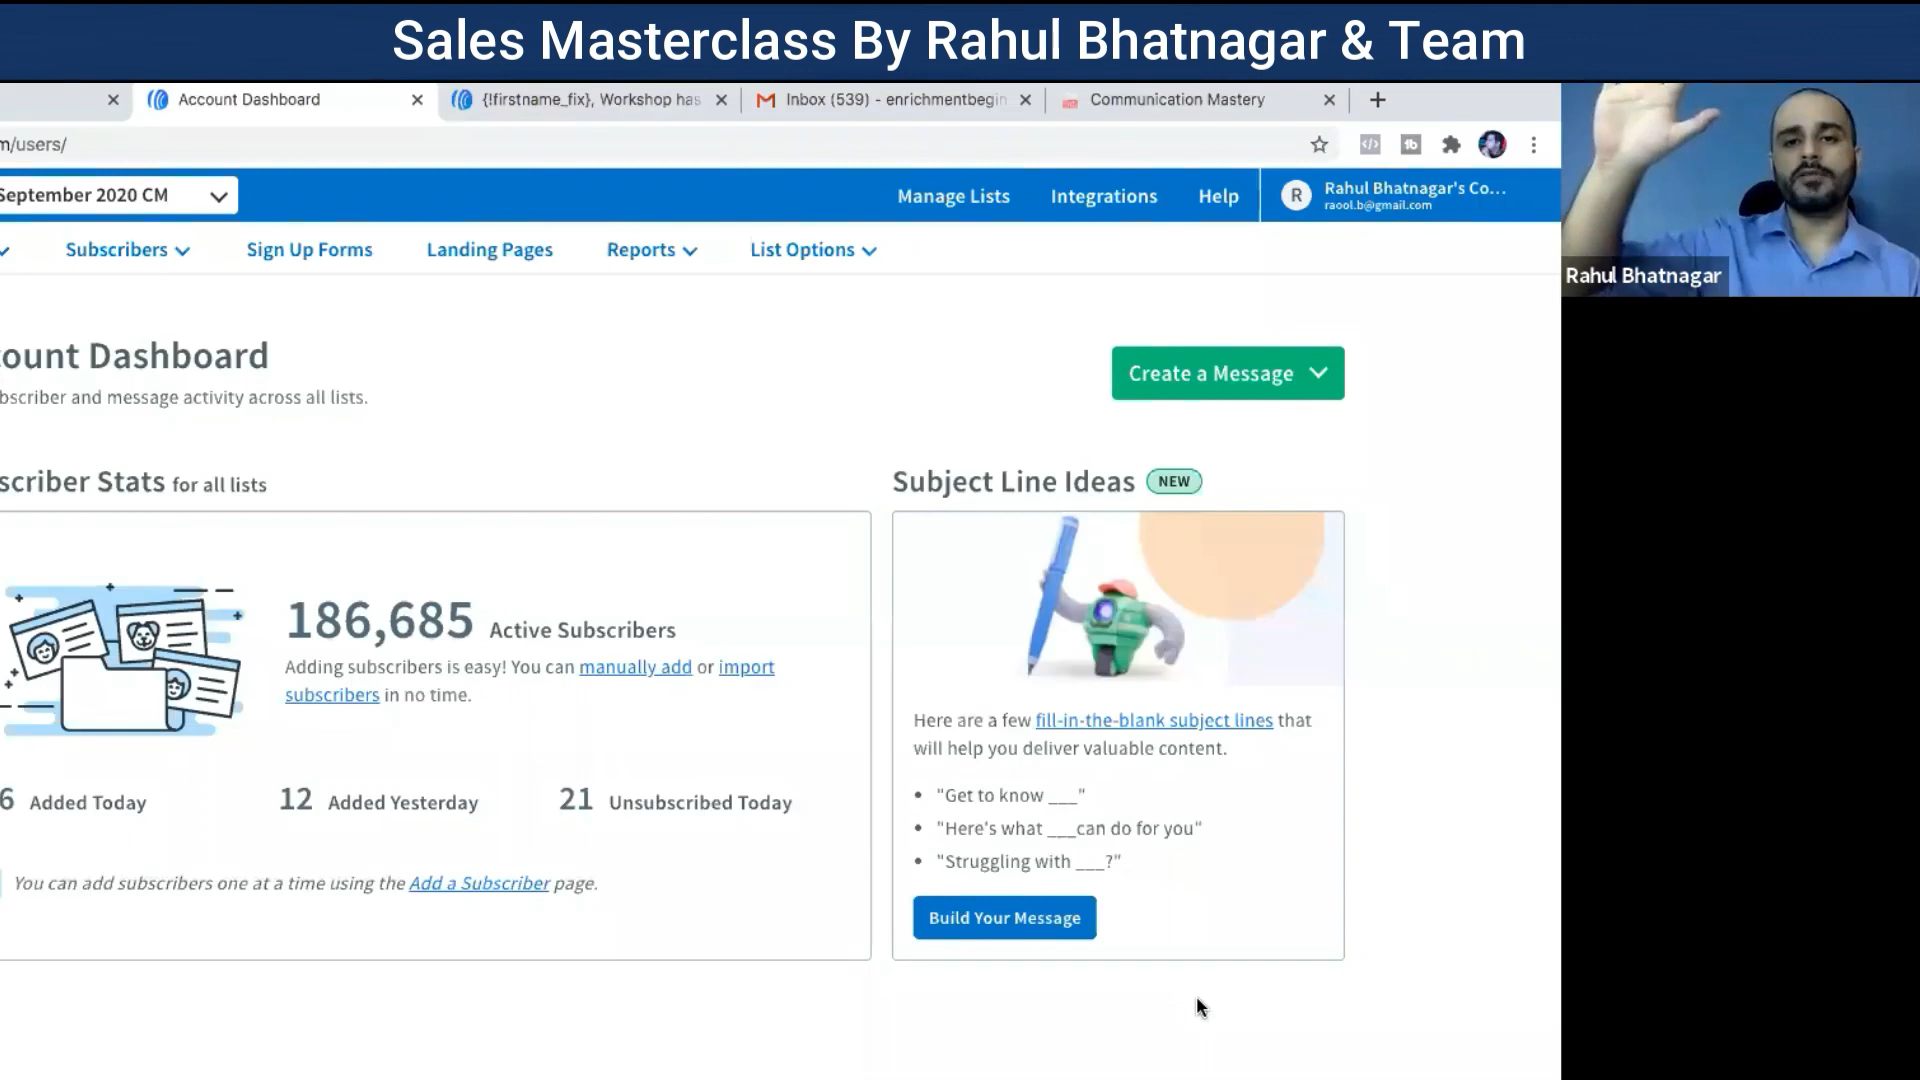 Sales Masterclass By Rahul Bhatnagar & Team
Account Dashboard
{!firstname_fix}, Workshop has
Inbox (539) - enrichmentbegin
Communication Mastery
m/users/
September 2020 CM
Manage Lists
Integrations
Help
R
Rahul Bhatnagar's Co...
raool.b@gmail.com
Subscribers
Sign Up Forms
Landing Pages
Reports
List Options
Rahul Bhatnagar
ount Dashboard
bscriber and message activity across all lists.
Create a Message
scriber Stats for all lists
Subject Line Ideas NEW
186,685 Active Subscribers
Adding subscribers is easy! You can manually add or import
subscribers in no time.
6 Added Today
12 Added Yesterday
21 Unsubscribed Today
You can add subscribers one at a time using the Add a Subscriber page.
Here are a few fill-in-the-blank subject lines that
will help you deliver valuable content.
• "Get to know ___"
• "Here's what ___can do for you"
• "Struggling with ___?"
Build Your Message